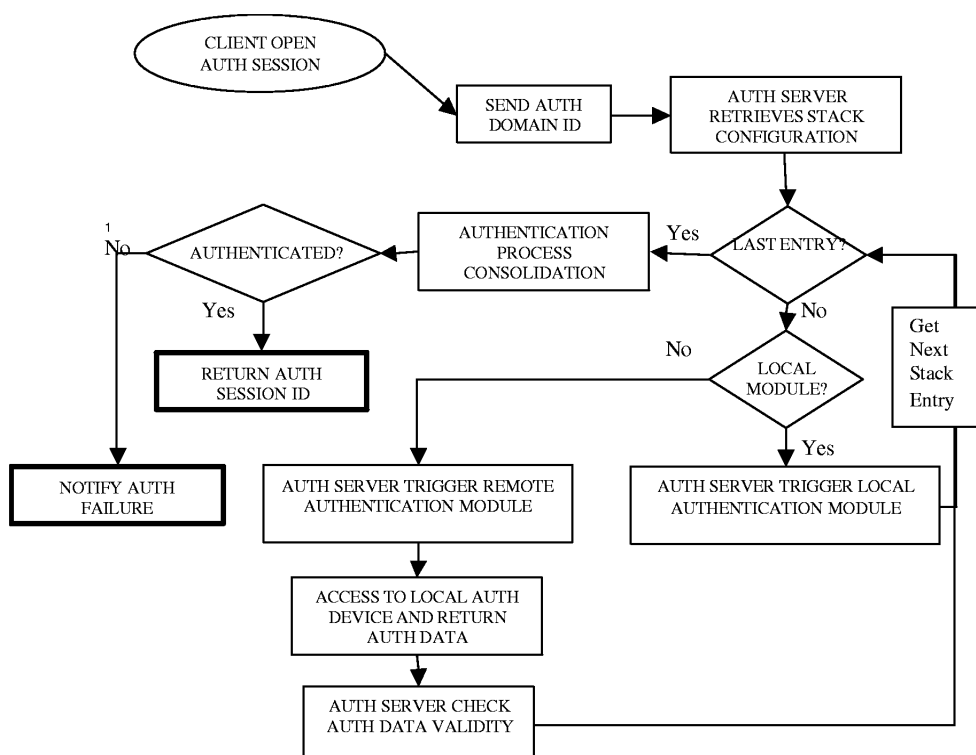 CLIENT OPEN
AUTH SESSION
SEND AUTH
DOMAIN ID
AUTH SERVER
RETRIEVES STACK
CONFIGURATION
1
No
AUTHENTICATED?
AUTHENTICATION
PROCESS
CONSOLIDATION
Yes
LAST ENTRY?
Yes
No
Get
Next
Stack
Entry
RETURN AUTH
SESSION ID
No
LOCAL
MODULE?
Yes
NOTIFY AUTH
FAILURE
AUTH SERVER TRIGGER REMOTE
AUTHENTICATION MODULE
AUTH SERVER TRIGGER LOCAL
AUTHENTICATION MODULE
ACCESS TO LOCAL AUTH
DEVICE AND RETURN
AUTH DATA
AUTH SERVER CHECK
AUTH DATA VALIDITY